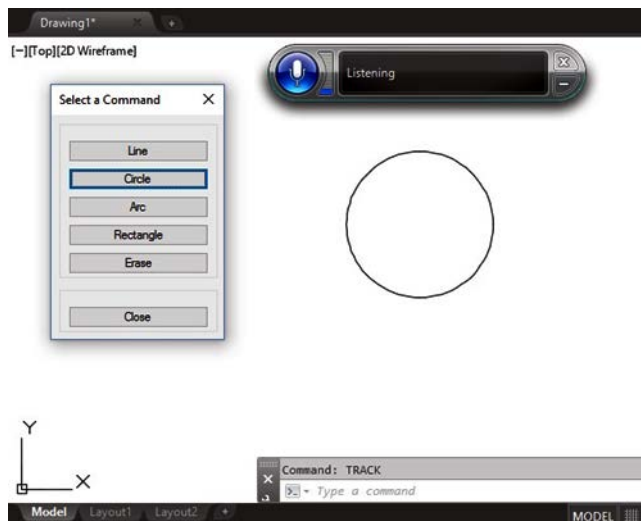 Drawing1*
[−][Top][2D Wireframe]
Listening
Select a Command
Line
Circle
Arc
Rectangle
Erase
Close
Y
X
Command: TRACK
Type a command
Model Layout1 Layout2 +
MODEL